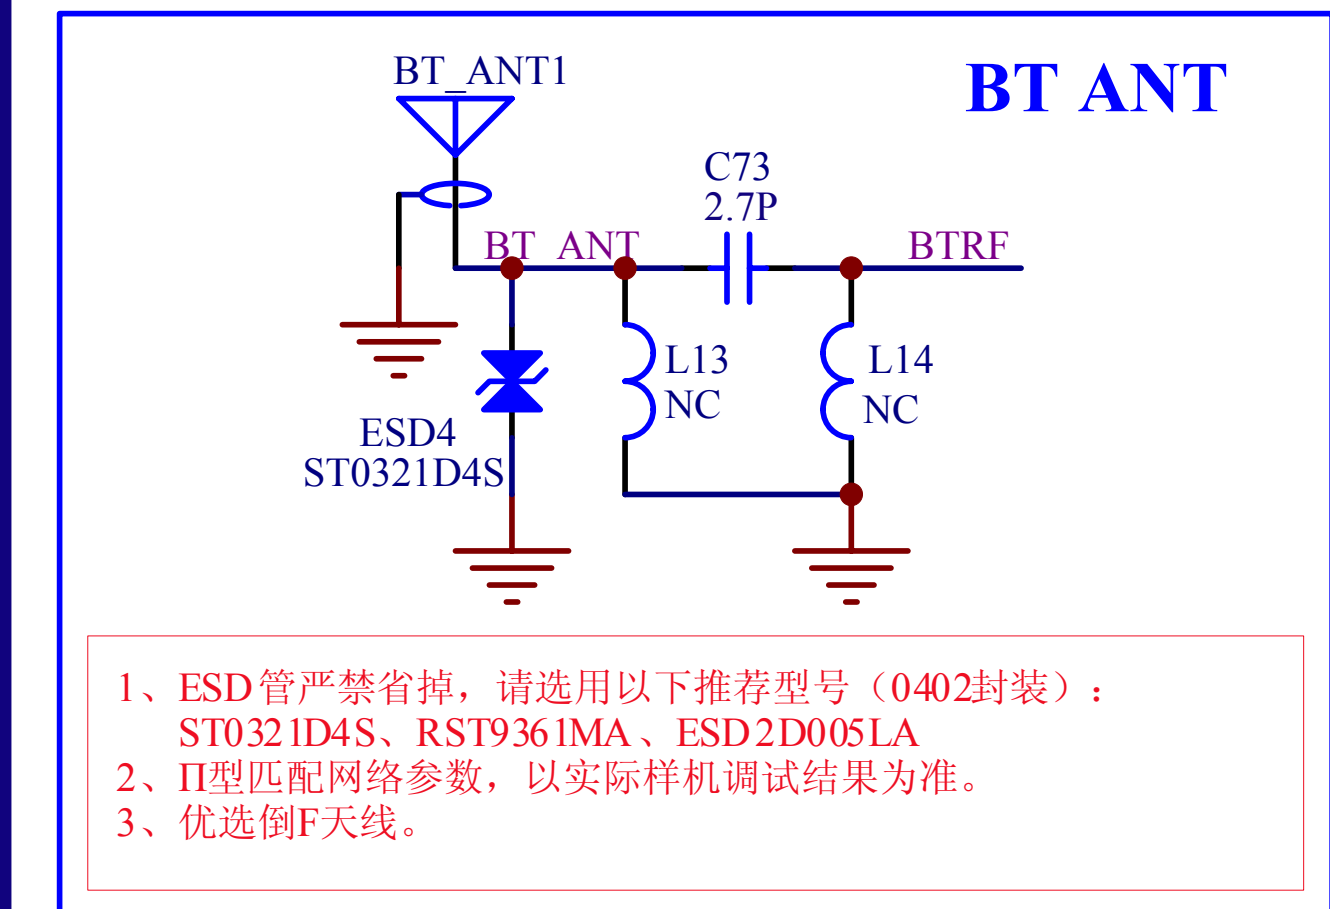 BT_ANT1
BT ANT
C73
2.7P
BT_ANT
BTRF
L13
NC
L14
NC
ESD4
ST0321D4S
1、ESD管严禁省掉，请选用以下推荐型号（0402封装）：
ST0321D4S、RST9361MA、ESD2D005LA
2、Π型匹配网络参数，以实际样机调试结果为准。
3、优选倒F天线。